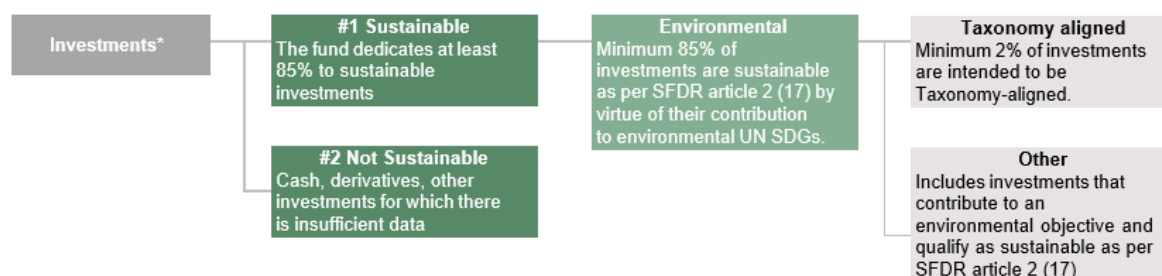 Investments*
#1 Sustainable
The fund dedicates at least
85% to sustainable
investments
Environmental
Minimum 85% of
investments are sustainable
as per SFDR article 2 (17) by
virtue of their contribution
to environmental UN SDGs.
Taxonomy aligned
Minimum 2% of investments
are intended to be
Taxonomy-aligned.
#2 Not Sustainable
Cash, derivatives, other
investments for which there
is insufficient data
Other
Includes investments that
contribute to an
environmental objective and
qualify as sustainable as per
SFDR article 2 (17)